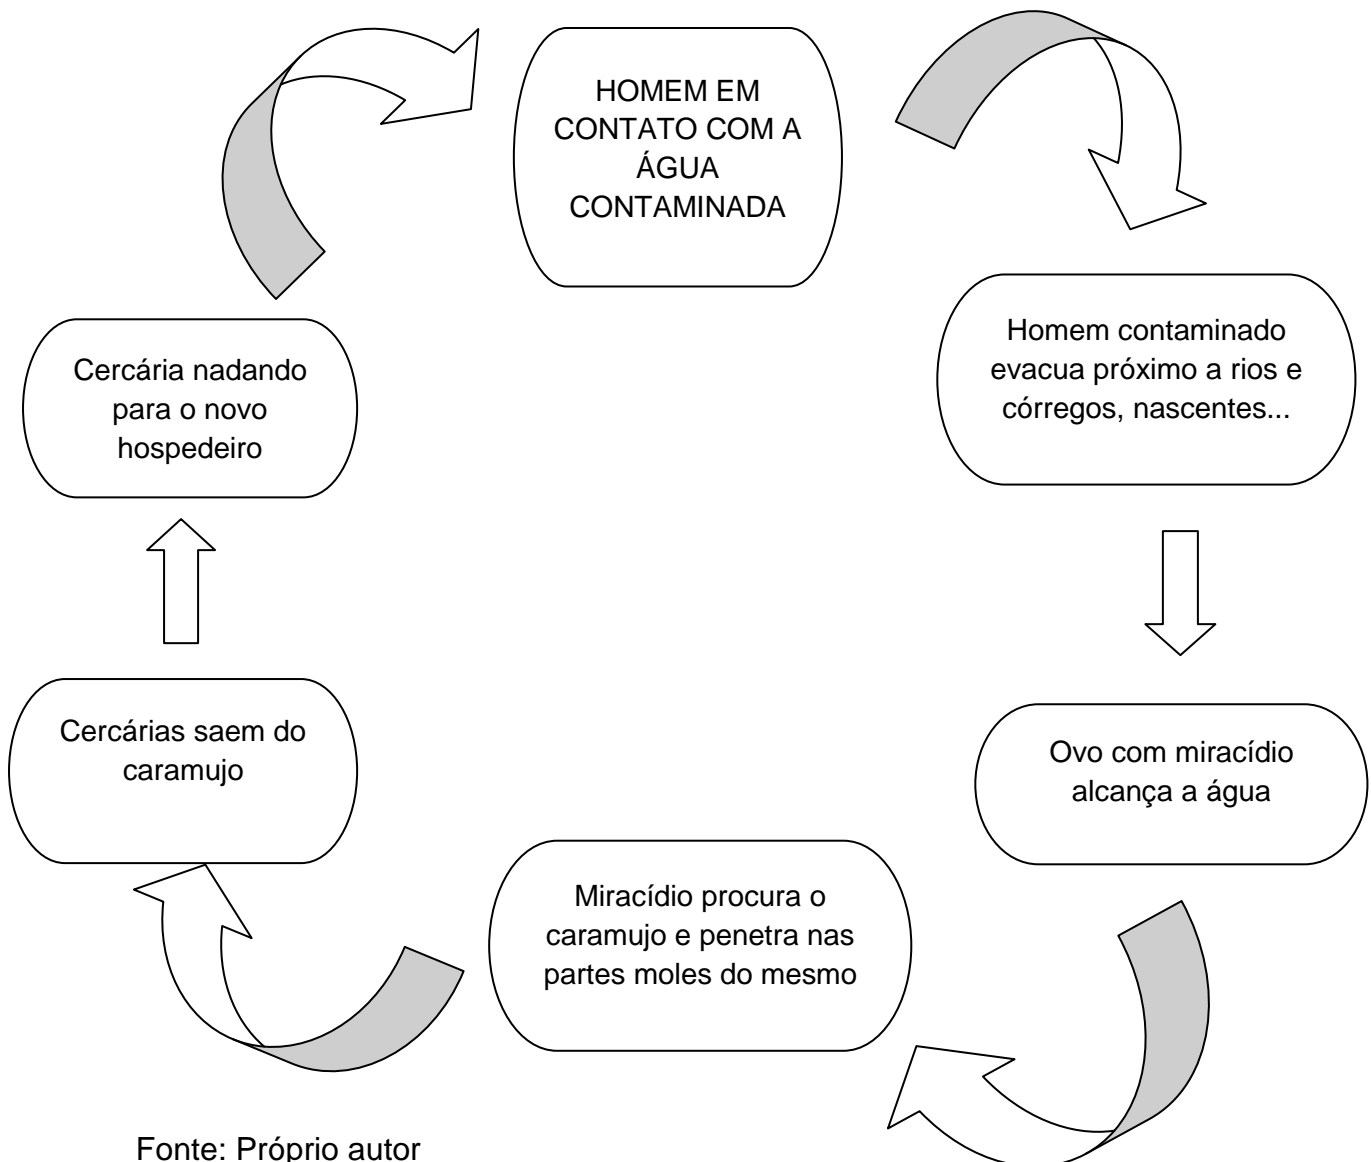 HOMEM EM
CONTATO COM A
ÁGUA
CONTAMINADA
Homem contaminado
evacua próximo a rios e
córregos, nascentes...
Ovo com miracídio
alcança a água
Miracídio procura o
caramujo e penetra nas
partes moles do mesmo
Cercárias saem do
caramujo
Cercária nadando
para o novo
hospedeiro
Fonte: Próprio autor